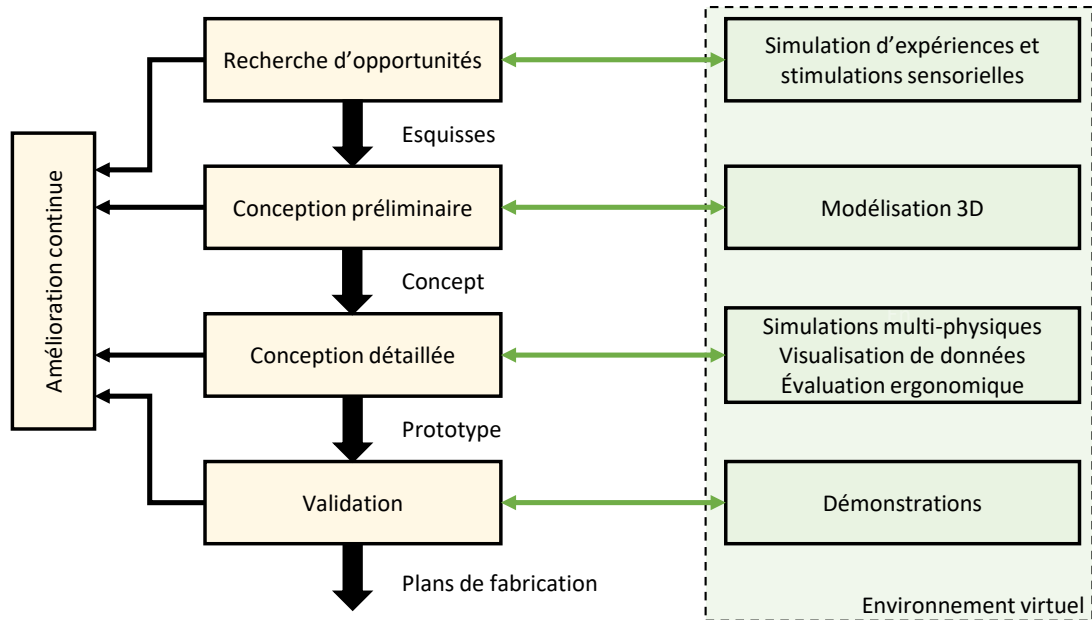 Recherche d'opportunités
Simulation d'expériences et
stimulations sensorielles
Esquisses
Amélioration continue
Conception préliminaire
Modélisation 3D
Concept
Conception détaillée
Simulations multi-physiques
Visualisation de données
Évaluation ergonomique
Prototype
Validation
Démonstrations
Plans de fabrication
Environnement virtuel